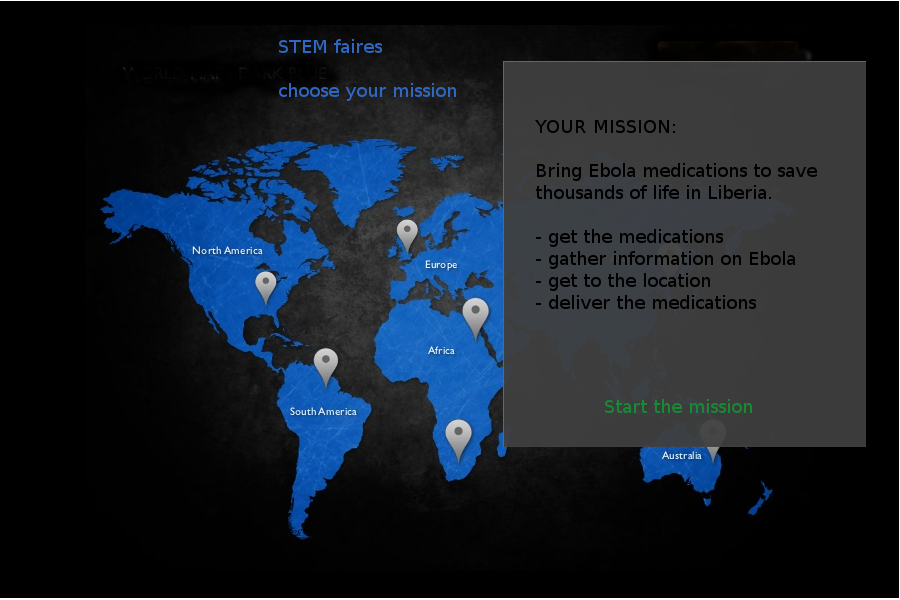 STEM faires
choose your mission
YOUR MISSION:
Bring Ebola medications to save
thousands of life in Liberia.
- get the medications
- gather information on Ebola
- get to the location
- deliver the medications
Start the mission
North America
Europe
Africa
South America
Australia